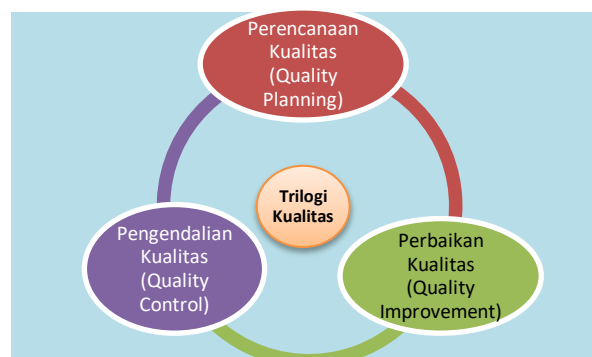 Perencanaan
Kualitas
(Quality
Planning)
Trilogi
Kualitas
Pengendalian
Kualitas
(Quality
Control)
Perbaikan
Kualitas
(Quality
Improvement)